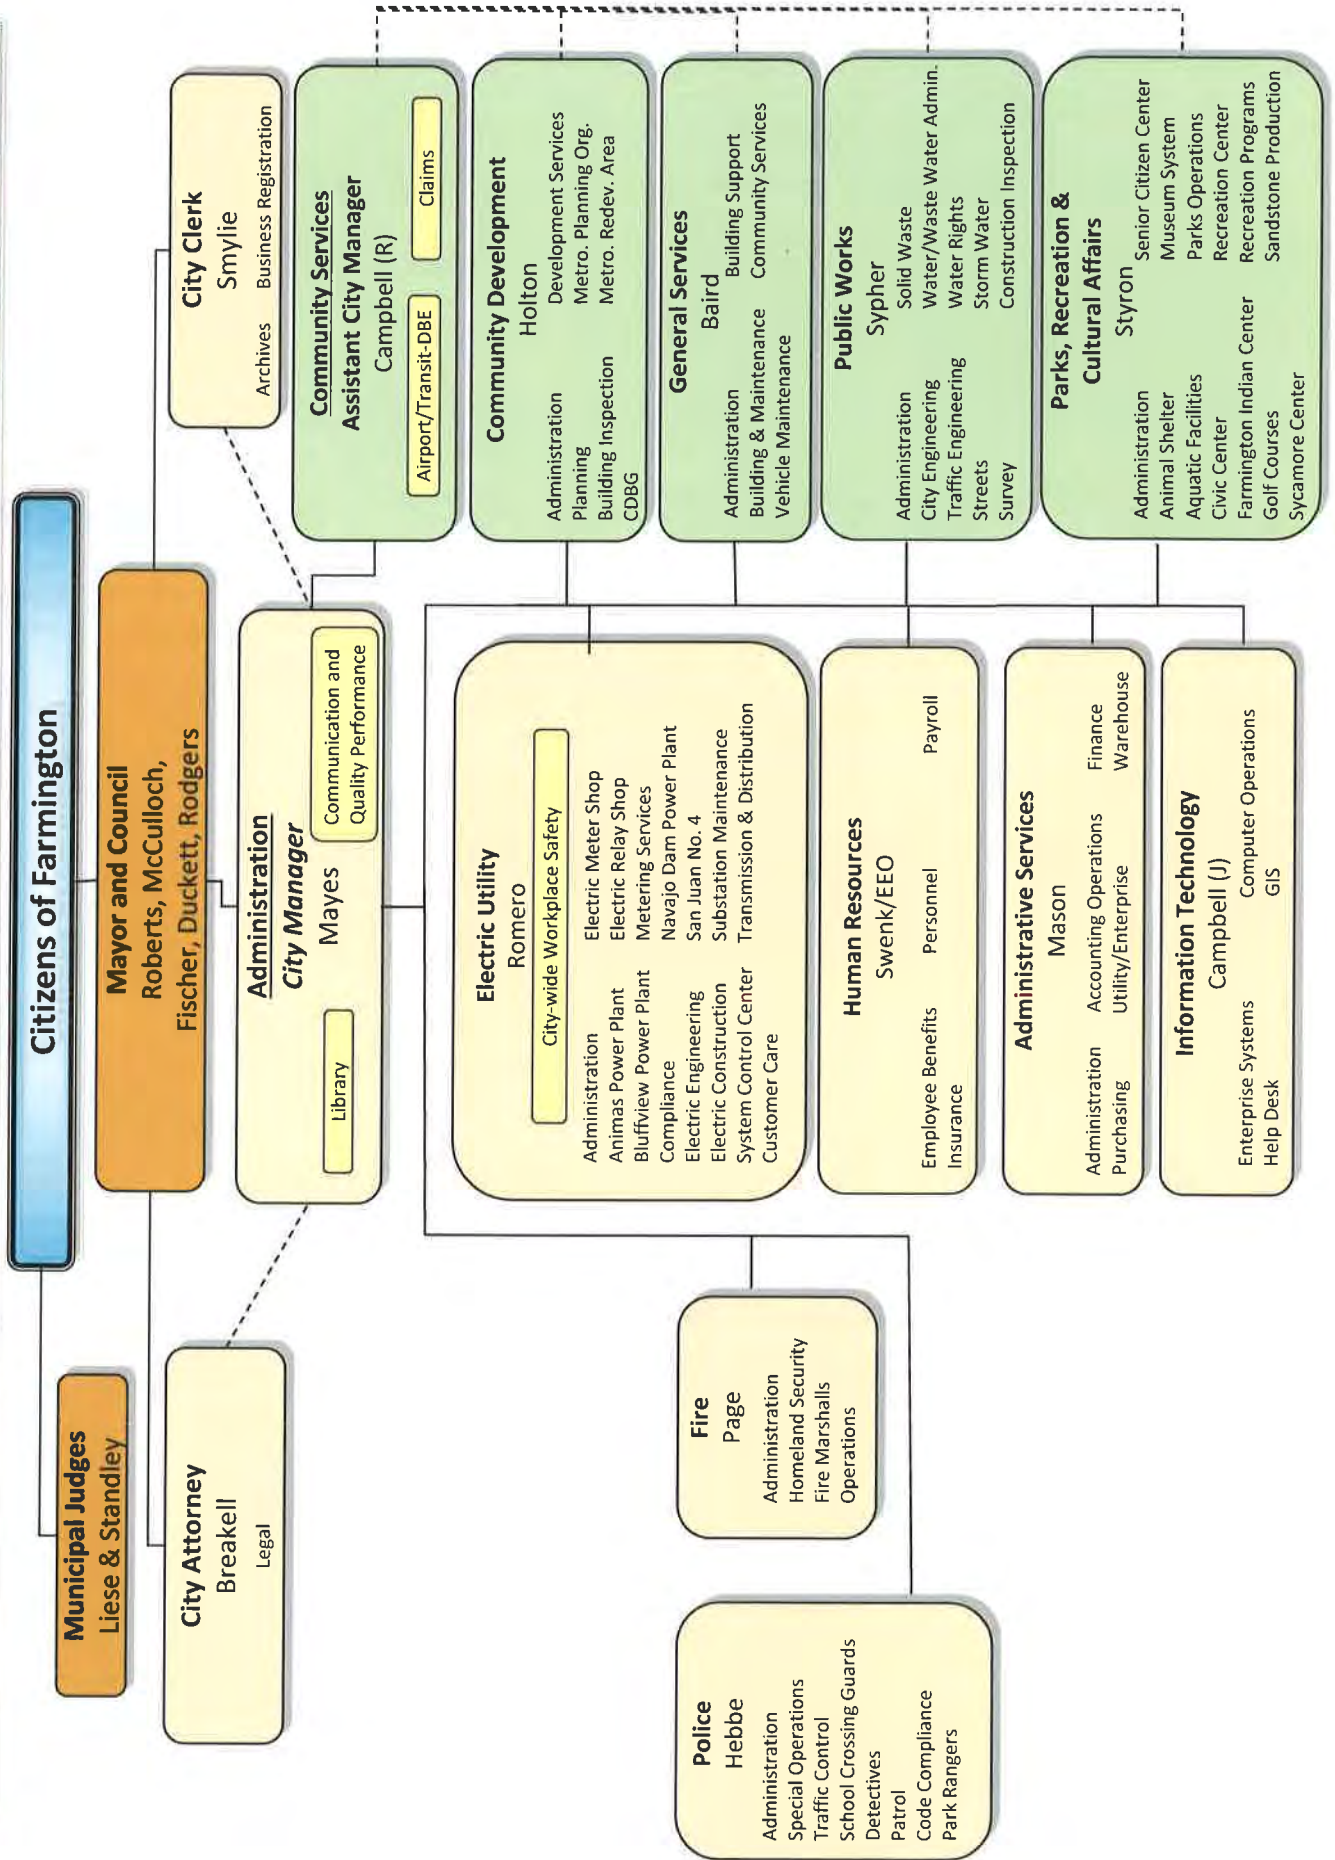 Citizens of Farmington
Municipal Judges
Liese & Standley
Mayor and Council
Roberts, McCulloch,
Fischer, Duckett, Rodgers
City Attorney
Breakell
Legal
City Clerk
Smylie
Archives Business Registration
Administration
City Manager
Mayes
Library
Communication and
Quality Performance
Community Services
Assistant City Manager
Campbell (R)
Airport/Transit-DBE
Claims
Police
Hebbe
Administration
Special Operations
Traffic Control
School Crossing Guards
Detectives
Patrol
Code Compliance
Park Rangers
Fire
Page
Administration
Homeland Security
Fire Marshalls
Operations
Electric Utility
Romero
City-wide Workplace Safety
Administration
Animas Power Plant
Bluffview Power Plant
Compliance
Electric Engineering
Electric Construction
System Control Center
Customer Care
Electric Meter Shop
Electric Relay Shop
Metering Services
Navajo Dam Power Plant
San Juan No. 4
Substation Maintenance
Transmission & Distribution
Human Resources
Swenk/EEO
Employee Benefits Personnel Payroll
Insurance
Administrative Services
Mason
Administration Accounting Operations Finance
Purchasing Utility/Enterprise Warehouse
Information Technology
Campbell (J)
Enterprise Systems Computer Operations
Help Desk GIS
Community Development
Holton
Administration
Planning
Building Inspection
CDBG
Development Services
Metro. Planning Org.
Metro. Redev. Area
General Services
Baird
Administration
Building & Maintenance
Vehicle Maintenance
Building Support
Community Services
Public Works
Sypher
Administration
City Engineering
Traffic Engineering
Streets
Survey
Solid Waste
Water/Waste Water Admin.
Water Rights
Storm Water
Construction Inspection
Parks, Recreation &
Cultural Affairs
Styron
Administration
Animal Shelter
Aquatic Facilities
Civic Center
Farmington Indian Center
Golf Courses
Sycamore Center
Senior Citizen Center
Museum System
Parks Operations
Recreation Center
Recreation Programs
Sandstone Production